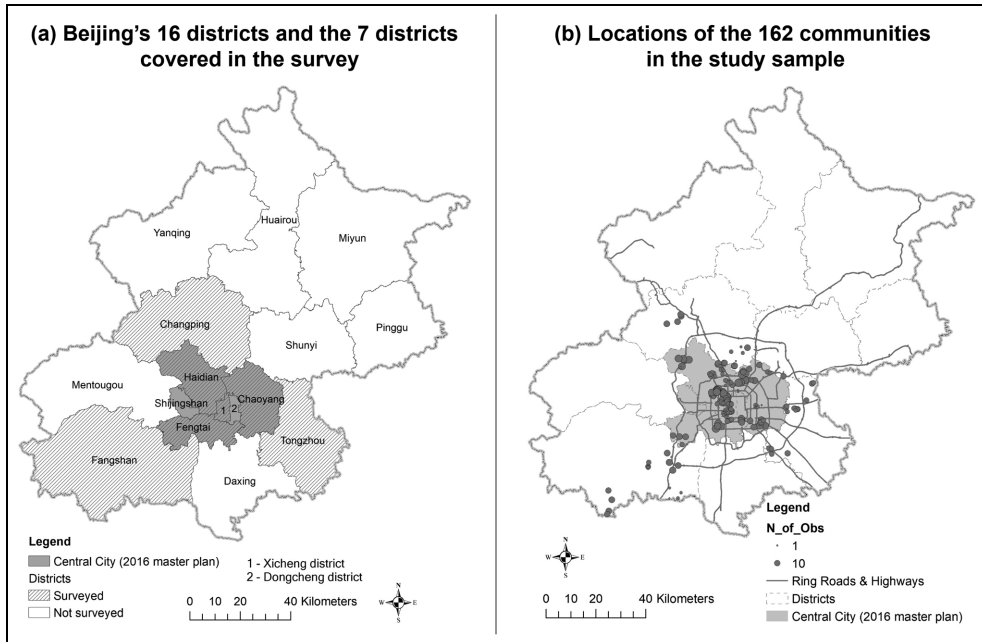 (a) Beijing's 16 districts and the 7 districts
covered in the survey
Yanqing
Huairou
Miyun
Changping
Pinggu
Shunyi
Mentougou
Haidian
Shijingshan
1
2
Chaoyang
Fengtai
Tongzhou
Fangshan
Daxing
Legend
Central City (2016 master plan)
Districts
Surveyed
Not surveyed
1 - Xicheng district
2 - Dongcheng district
0 10 20 40 Kilometers
N
W E
S
(b) Locations of the 162 communities
in the study sample
N
W E
S
0 10 20 40 Kilometers
Legend
N_of_Obs
1
10
Ring Roads & Highways
Districts
Central City (2016 master plan)